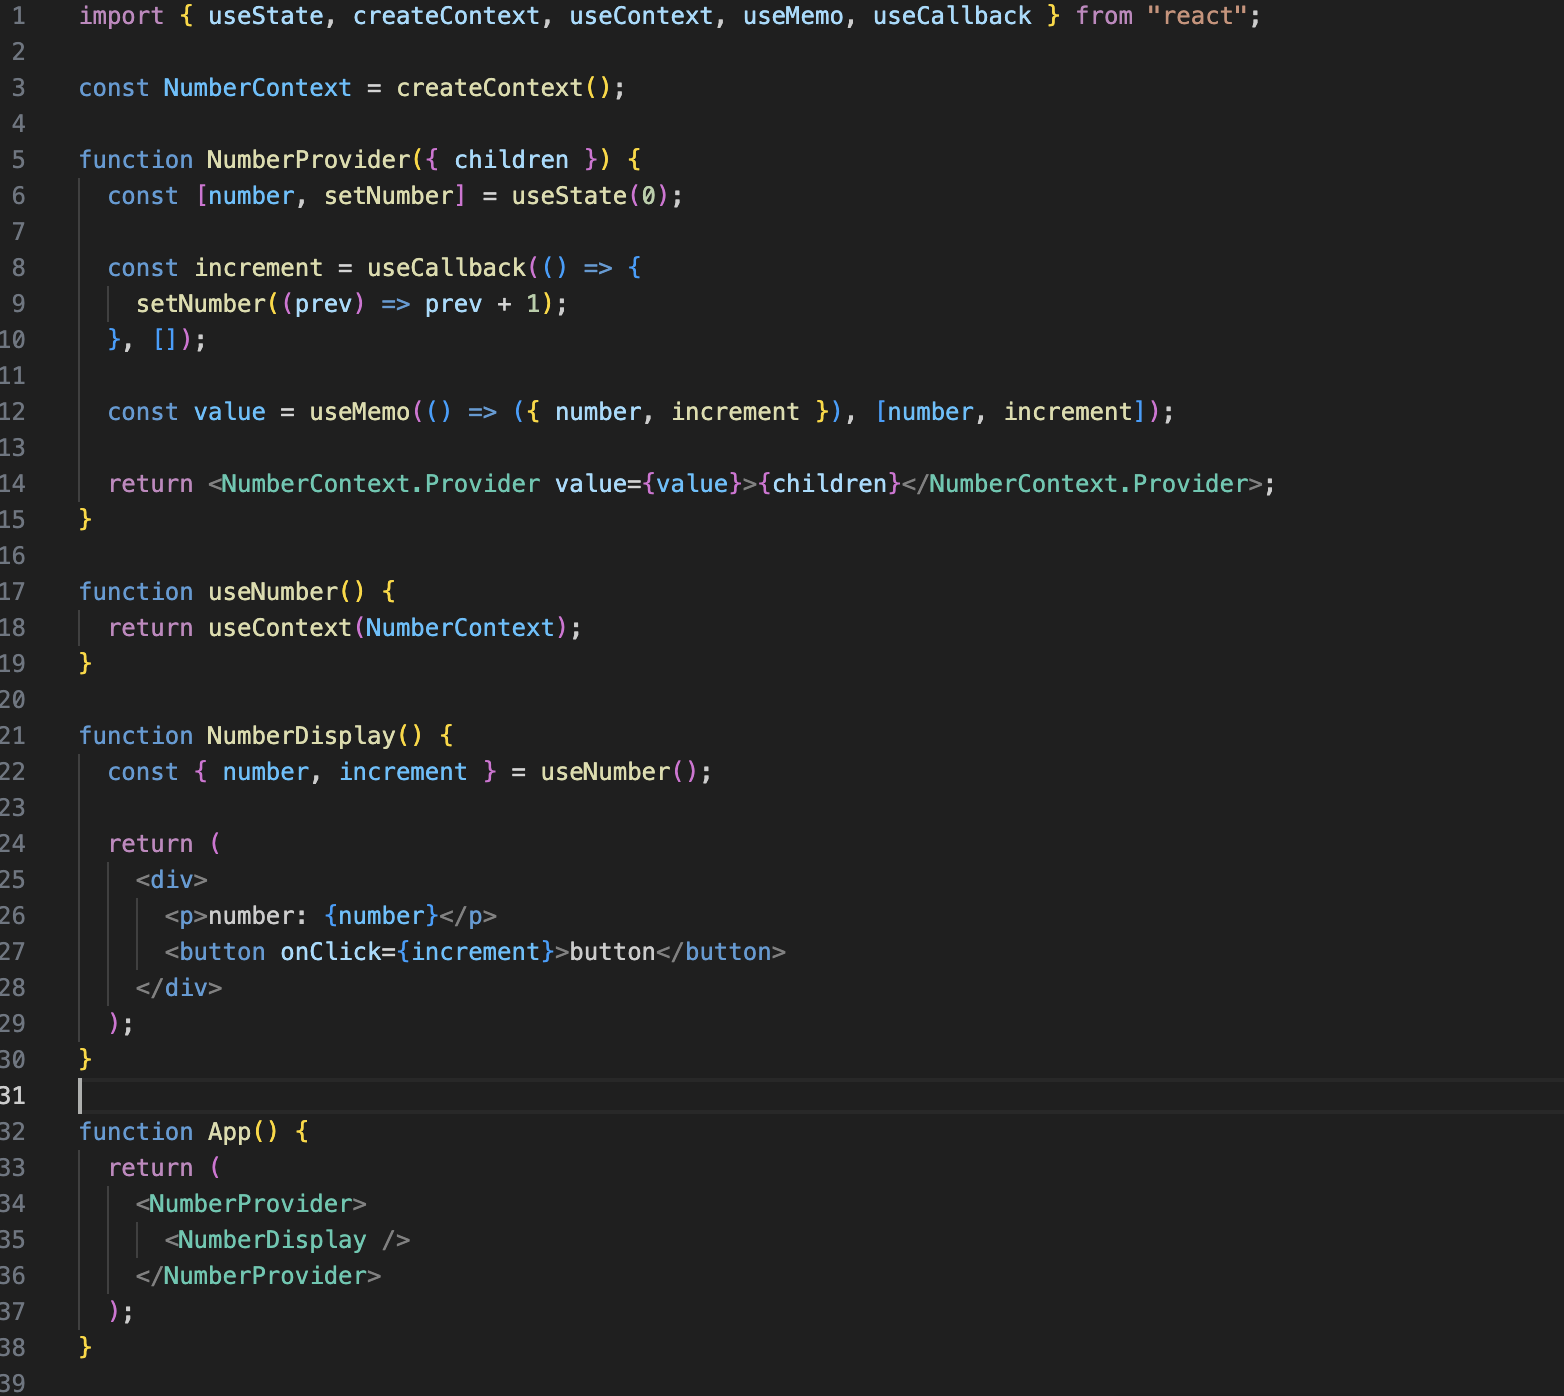 1 import { useState, createContext, useContext, useMemo, useCallback } from "react";
2
3 const NumberContext = createContext();
4
5 function NumberProvider({ children }) {
6   const [number, setNumber] = useState(0);
7
8   const increment = useCallback(() => {
9     setNumber((prev) => prev + 1);
10   }, []);
11
12   const value = useMemo(() => ({ number, increment }), [number, increment]);
13
14   return <NumberContext.Provider value={value}>{children}</NumberContext.Provider>;
15 }
16
17 function useNumber() {
18   return useContext(NumberContext);
19 }
20
21 function NumberDisplay() {
22   const { number, increment } = useNumber();
23
24   return (
25     <div>
26       <p>number: {number}</p>
27       <button onClick={increment}>button</button>
28     </div>
29   );
30 }
31
32 function App() {
33   return (
34     <NumberProvider>
35       <NumberDisplay />
36     </NumberProvider>
37   );
38 }
39